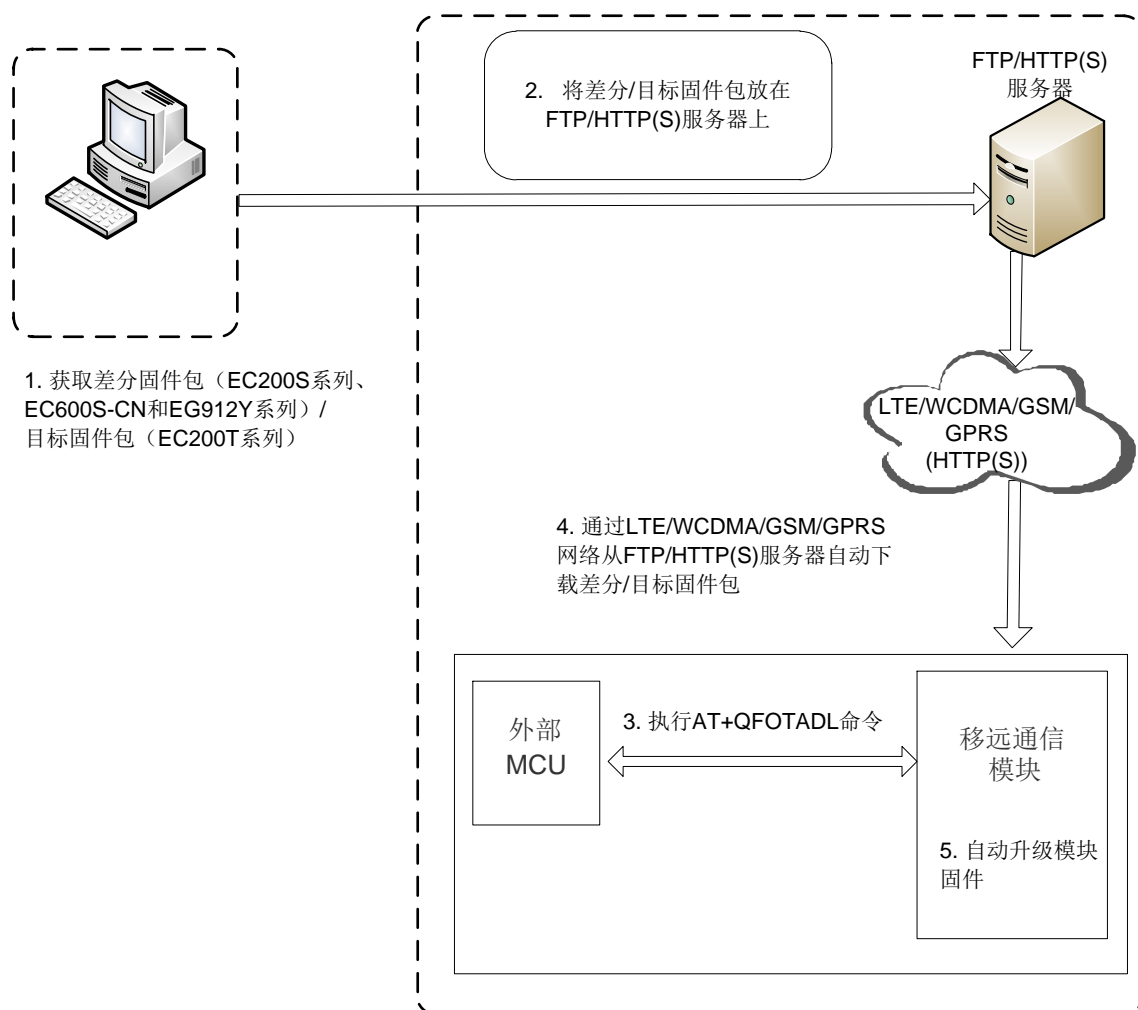 FTP/HTTP(S)
服务器
2. 将差分/目标固件包放在
FTP/HTTP(S)服务器上
1. 获取差分固件包（EC200S系列、
EC600S-CN和EG912Y系列）/
目标固件包（EC200T系列）
LTE/WCDMA/GSM/
GPRS
(HTTP(S))
4. 通过LTE/WCDMA/GSM/GPRS
网络从FTP/HTTP(S)服务器自动下
载差分/目标固件包
外部
MCU
3. 执行AT+QFOTADL命令
移远通信
模块
5. 自动升级模块
固件